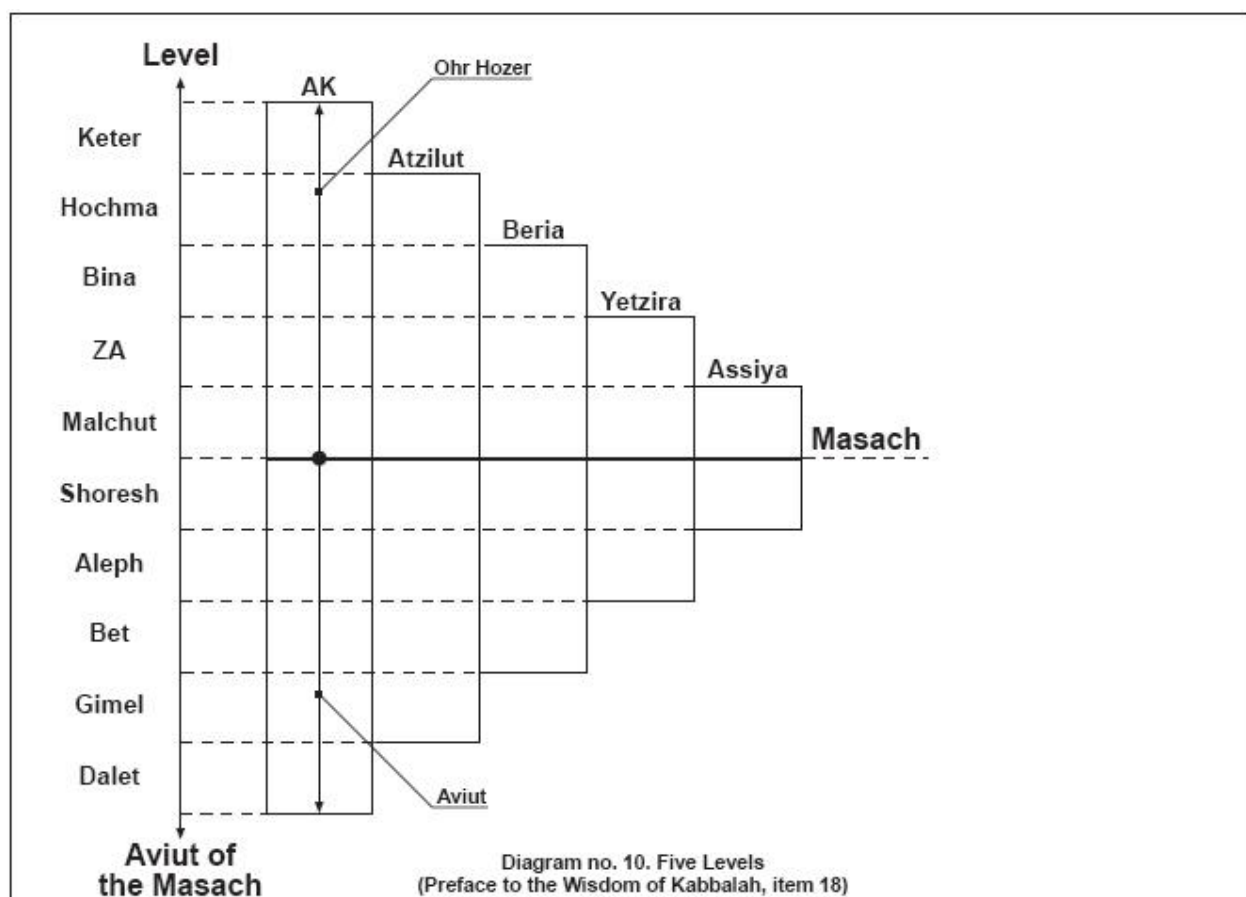 Level
Ohr Hozer
AK
Keter
Atzilut
Hochma
Beria
Bina
Yetzira
ZA
Assiya
Malchut
Masach
Shoresh
Aleph
Bet
Gimel
Dalet
Aviut
Aviut of
the Masach
Diagram no. 10. Five Levels
(Preface to the Wisdom of Kabbalah, item 18)